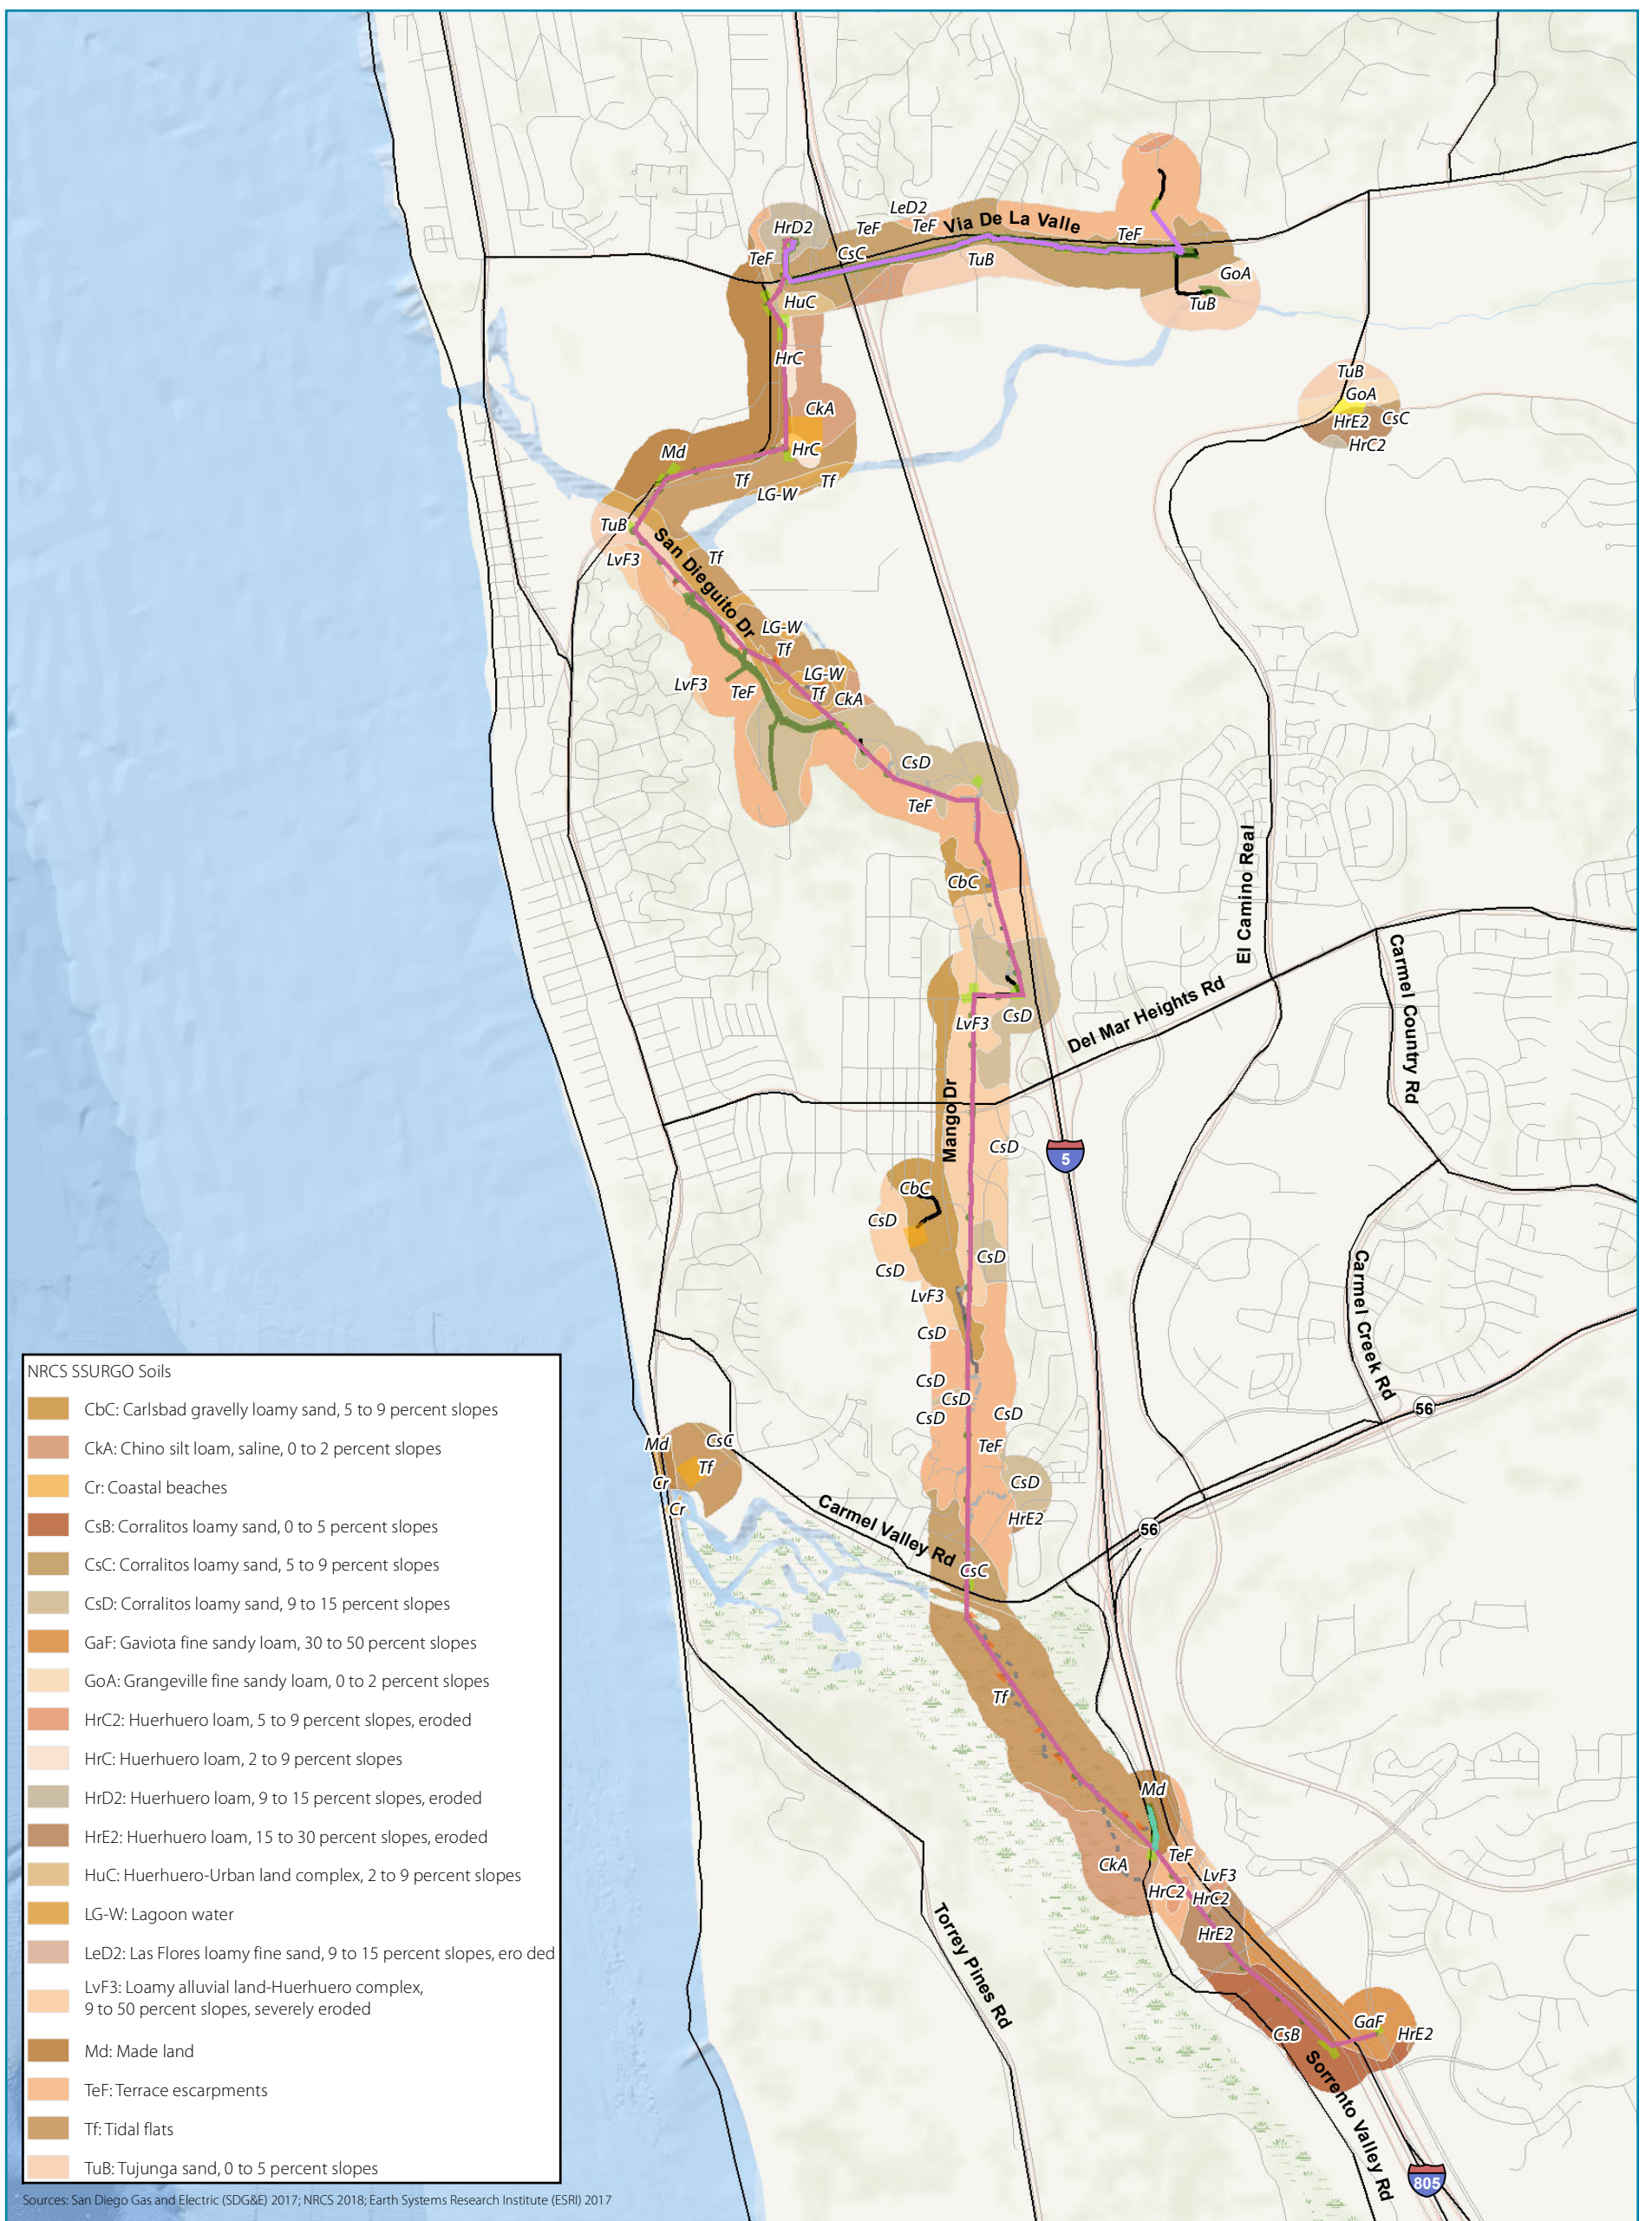 LeD2
HrD2
TeF
TeF
Via De La Valle
TeF
TeF
CsC
TuB
GoA
HuC
TuB
HrC
TuB
GoA
CkA
HrE2
CsC
HrC
HrC2
Md
Tf
Tf
LG-W
TuB
San Dieguito Dr
LvF3
Tf
LG-W
Tf
LG-W
LvF3
TeF
Tf
CkA
CsD
TeF
El Camino Real
CbC
Carmel Country Rd
Del Mar Heights Rd
LvF3
CsD
Mango Dr
CsD
5
CbC
CsD
CsD
CsD
LvF3
Carmel Creek Rd
CsD
CsD
CsD
CsD
CsD
56
Md
CsC
TeF
Tf
Cr
CsD
Cr
HrE2
Carmel Valley Rd
56
CsC
Tf
Md
CkA
TeF
LvF3
HrC2
HrC2
HrE2
Torrey Pines Rd
GaF
CsB
HrE2
Sorrento Valley Rd
805
NRCS SSURGO Soils
CbC: Carlsbad gravelly loamy sand, 5 to 9 percent slopes
CkA: Chino silt loam, saline, 0 to 2 percent slopes
Cr: Coastal beaches
CsB: Corralitos loamy sand, 0 to 5 percent slopes
CsC: Corralitos loamy sand, 5 to 9 percent slopes
CsD: Corralitos loamy sand, 9 to 15 percent slopes
GaF: Gaviota fine sandy loam, 30 to 50 percent slopes
GoA: Grangeville fine sandy loam, 0 to 2 percent slopes
HrC2: Huerhuero loam, 5 to 9 percent slopes, eroded
HrC: Huerhuero loam, 2 to 9 percent slopes
HrD2: Huerhuero loam, 9 to 15 percent slopes, eroded
HrE2: Huerhuero loam, 15 to 30 percent slopes, eroded
HuC: Huerhuero-Urban land complex, 2 to 9 percent slopes
LG-W: Lagoon water
LeD2: Las Flores loamy fine sand, 9 to 15 percent slopes, ero ded
LvF3: Loamy alluvial land-Huerhuero complex,
9 to 50 percent slopes, severely eroded
Md: Made land
TeF: Terrace escarpments
Tf: Tidal flats
TuB: Tujunga sand, 0 to 5 percent slopes
Sources: San Diego Gas and Electric (SDG&E) 2017; NRCS 2018; Earth Systems Research Institute (ESRI) 2017